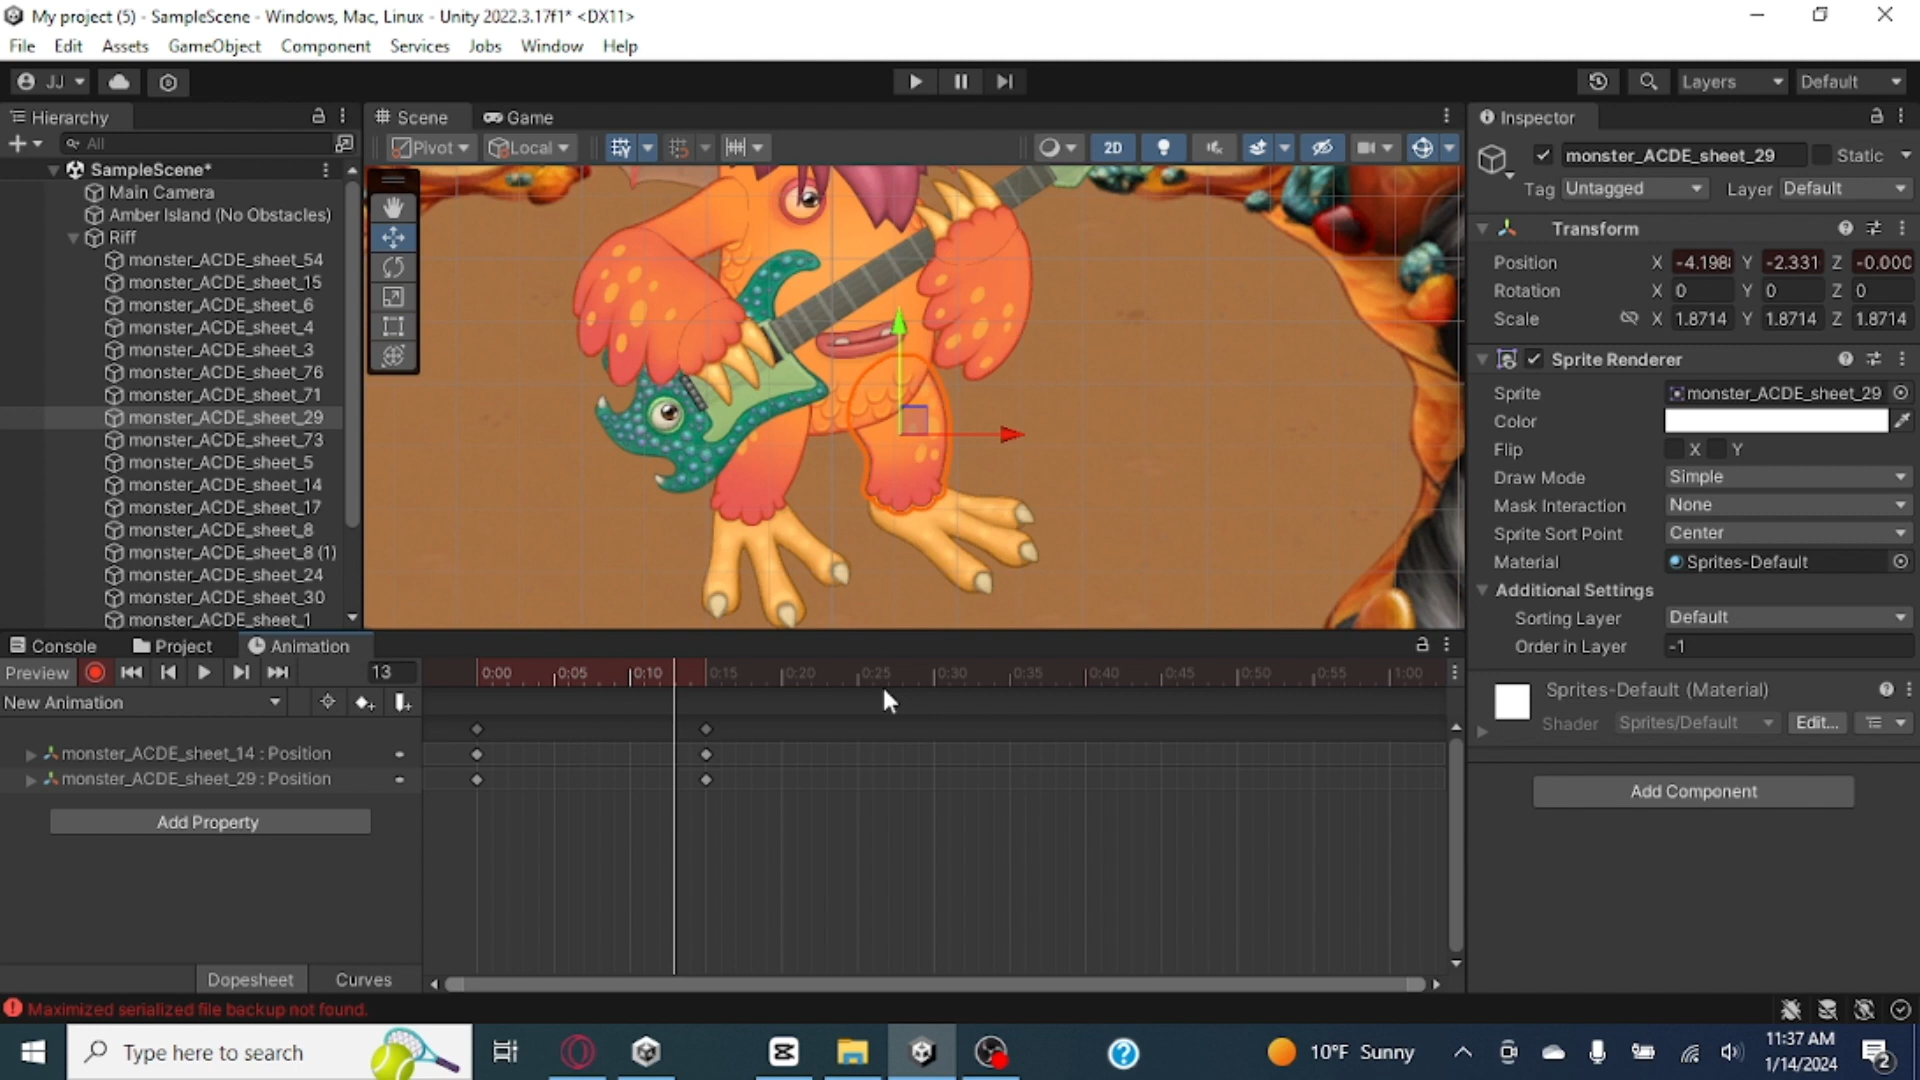 My project (5) - SampleScene - Windows, Mac, Linux - Unity 2022.3.17f1* <DX11>
File Edit Assets GameObject Component Services Jobs Window Help
JJ Layers Default
Hierarchy Scene Game Inspector
All Pivot Local 2D monster_ACDE_sheet_29 Static
SampleScene*
Main Camera Tag Untagged Layer Default
Amber Island (No Obstacles)
Riff Transform
monster_ACDE_sheet_54 Position X -4.198 Y -2.331 Z -0.000
monster_ACDE_sheet_15 Rotation X 0 Y 0 Z 0
monster_ACDE_sheet_6 Scale X 1.8714 Y 1.8714 Z 1.8714
monster_ACDE_sheet_4
monster_ACDE_sheet_3 Sprite Renderer
monster_ACDE_sheet_76
monster_ACDE_sheet_71 Sprite monster_ACDE_sheet_29
monster_ACDE_sheet_29 Color
monster_ACDE_sheet_73 Flip X Y
monster_ACDE_sheet_5 Draw Mode Simple
monster_ACDE_sheet_14 Mask Interaction None
monster_ACDE_sheet_17 Sprite Sort Point Center
monster_ACDE_sheet_8 Material Sprites-Default
monster_ACDE_sheet_8 (1)
monster_ACDE_sheet_24 Additional Settings
monster_ACDE_sheet_30 Sorting Layer Default
monster_ACDE_sheet_1
Console Project Animation Order in Layer -1
Preview 13 0:00 0:05 0:10 0:15 0:20 0:25 0:30 0:35 0:40 0:45 0:50 0:55 1:00
New Animation Sprites-Default (Material)
Shader Sprites/Default Edit...
monster_ACDE_sheet_14 : Position
monster_ACDE_sheet_29 : Position
Add Property Add Component
Dopesheet Curves
Maximized serialized file backup not found.
Type here to search 10°F Sunny 11:37 AM
1/14/2024 2